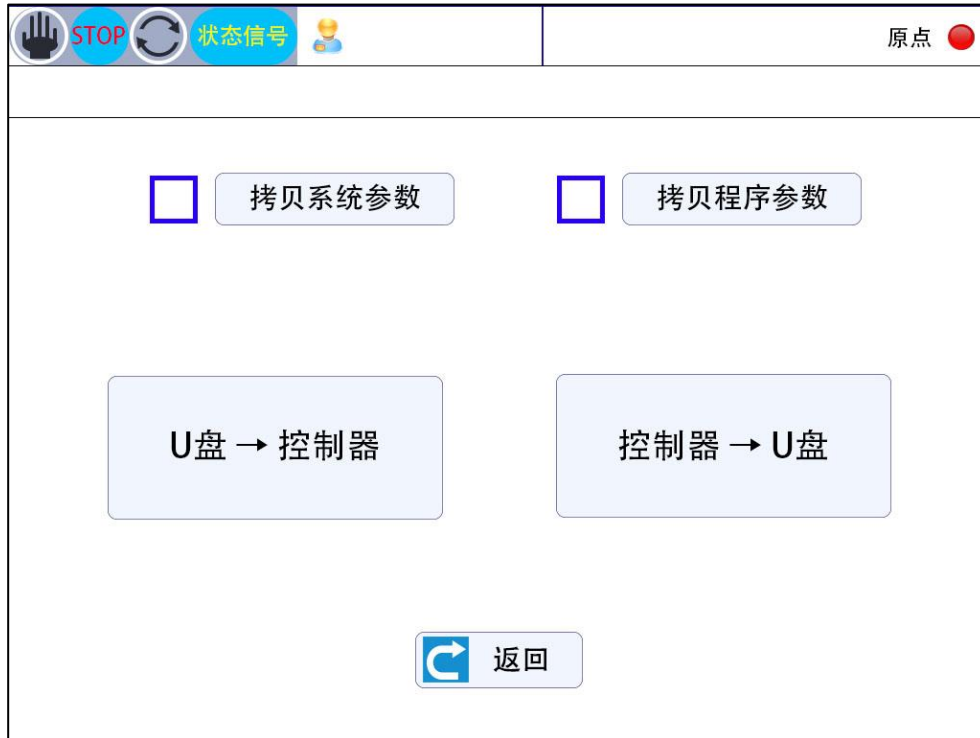 STOP 状态信号 原点
拷贝系统参数 拷贝程序参数
U盘 → 控制器 控制器 → U盘
返回